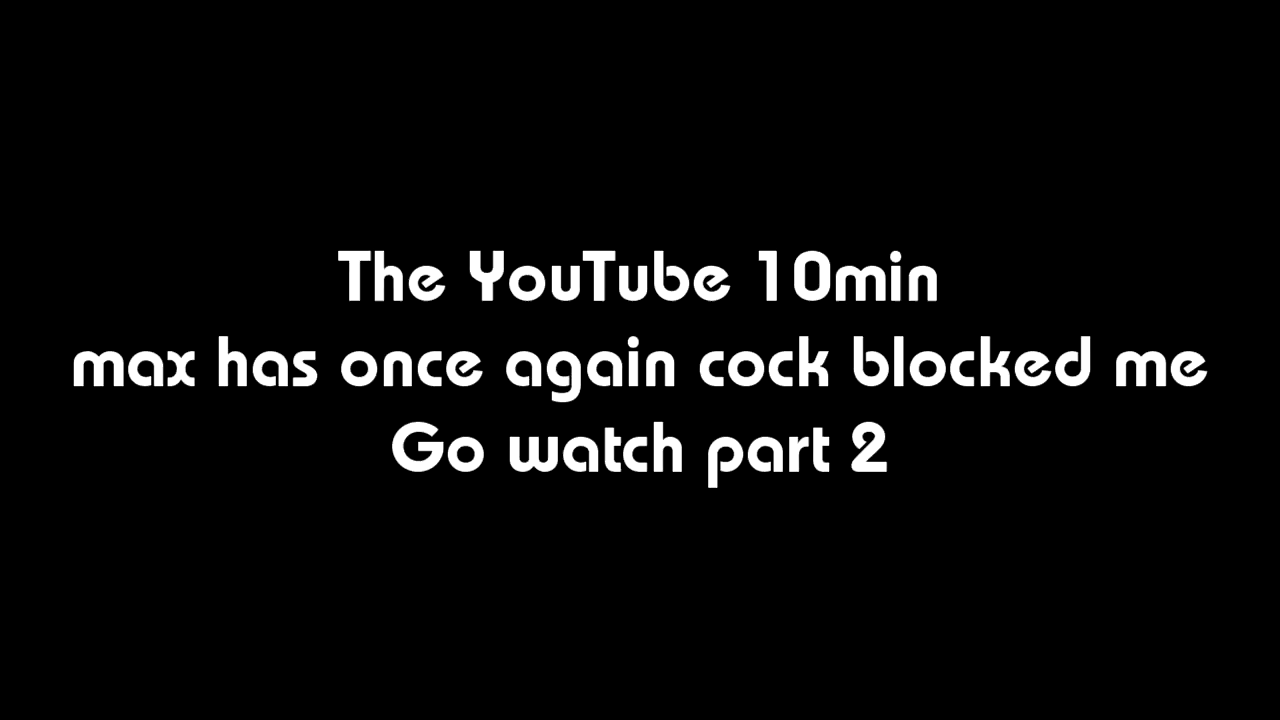 The YouTube 10min
max has once again cock blocked me
Go watch part 2